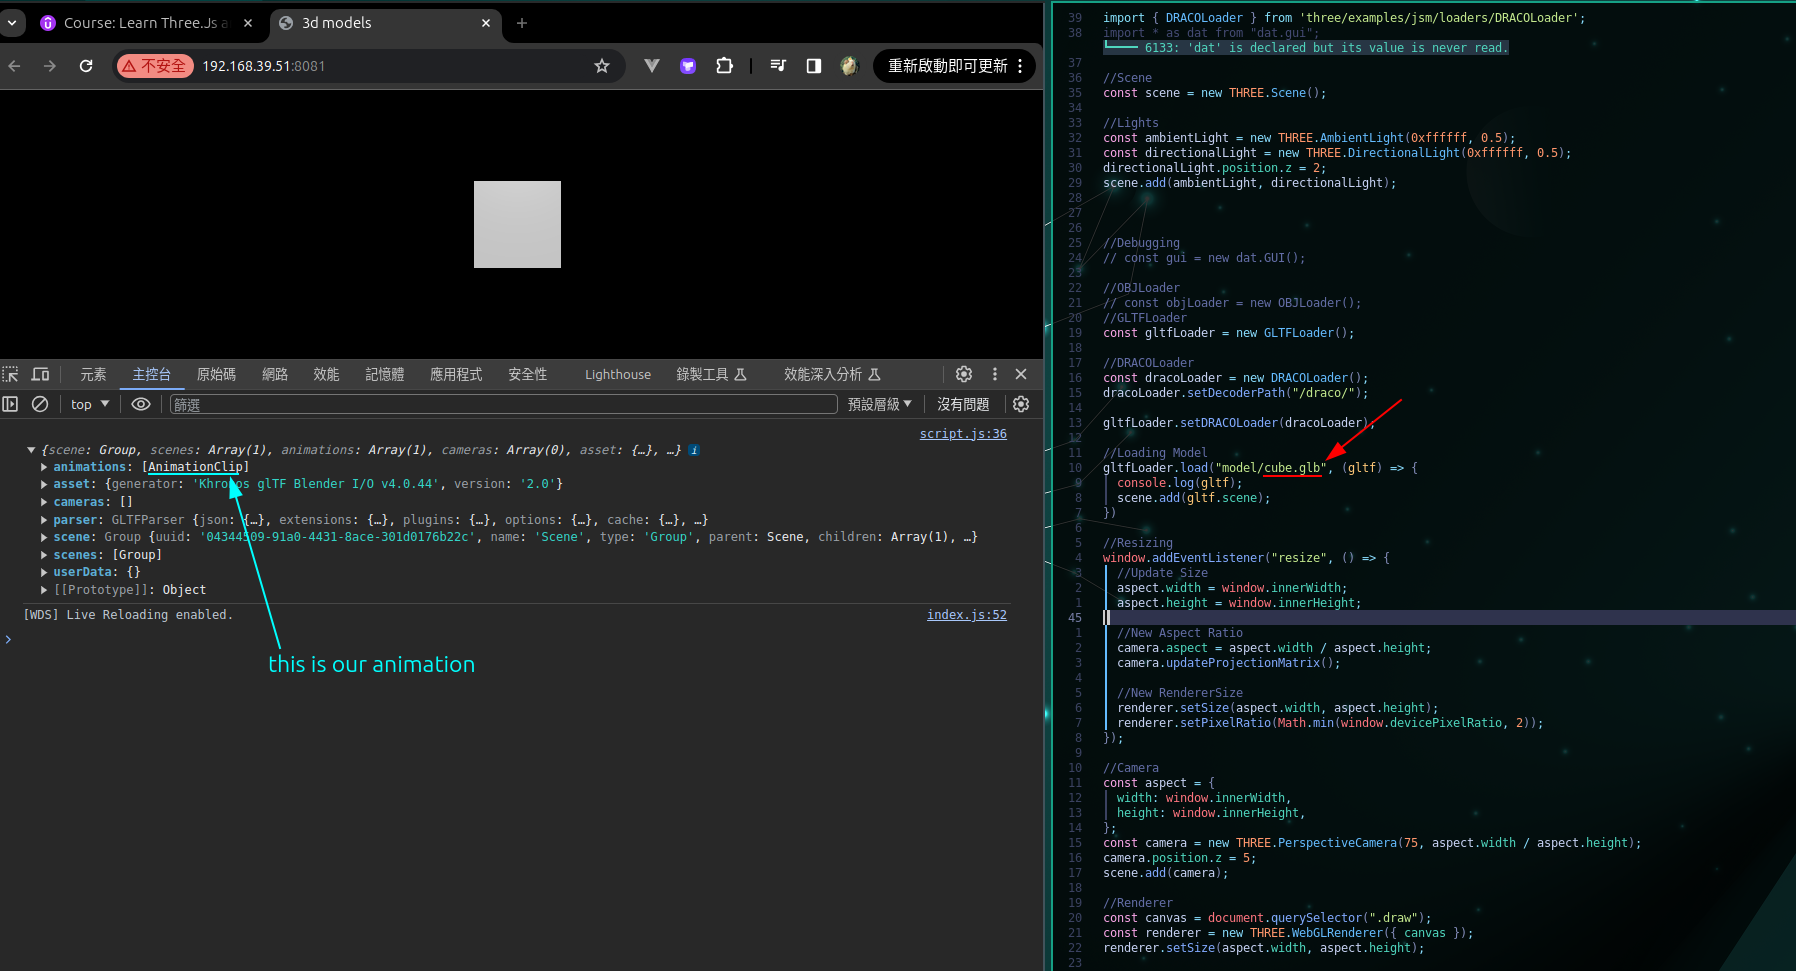 Course: Learn Three.Js a
3d models
不安全
192.168.39.51:8081
重新啟動即可更新
元素
主控台
原始碼
網路
效能
記憶體
應用程式
安全性
Lighthouse
錄製工具
效能深入分析
top
篩選
預設層級
沒有問題
script.js:36
{scene: Group, scenes: Array(1), animations: Array(1), cameras: Array(0), asset: {…}, …} i
animations: [AnimationClip]
asset: {generator: 'Khronos glTF Blender I/O v4.0.44', version: '2.0'}
cameras: []
parser: GLTFParser {json: {…}, extensions: {…}, plugins: {…}, options: {…}, cache: {…}, …}
scene: Group {uuid: '04344509-91a0-4431-8ace-301d0176b22c', name: 'Scene', type: 'Group', parent: Scene, children: Array(1), …}
scenes: [Group]
userData: {}
[[Prototype]]: Object
[WDS] Live Reloading enabled.
index.js:52
this is our animation
39 import { DRACOLoader } from 'three/examples/jsm/loaders/DRACOLoader';
38 import * as dat from "dat.gui";
6133: 'dat' is declared but its value is never read.
37
36 //Scene
35 const scene = new THREE.Scene();
34
33 //Lights
32 const ambientLight = new THREE.AmbientLight(0xffffff, 0.5);
31 const directionalLight = new THREE.DirectionalLight(0xffffff, 0.5);
30 directionalLight.position.z = 2;
29 scene.add(ambientLight, directionalLight);
28
27
26
25 //Debugging
24 // const gui = new dat.GUI();
23
22 //OBJLoader
21 // const objLoader = new OBJLoader();
20 //GLTFLoader
19 const gltfLoader = new GLTFLoader();
18
17 //DRACOLoader
16 const dracoLoader = new DRACOLoader();
15 dracoLoader.setDecoderPath("/draco/");
14
13 gltfLoader.setDRACOLoader(dracoLoader);
12
11 //Loading Model
10 gltfLoader.load("model/cube.glb", (gltf) => {
9 console.log(gltf);
8 scene.add(gltf.scene);
7 })
6
5 //Resizing
4 window.addEventListener("resize", () => {
3 //Update Size
2 aspect.width = window.innerWidth;
1 aspect.height = window.innerHeight;
45
1 //New Aspect Ratio
2 camera.aspect = aspect.width / aspect.height;
3 camera.updateProjectionMatrix();
4
5 //New RendererSize
6 renderer.setSize(aspect.width, aspect.height);
7 renderer.setPixelRatio(Math.min(window.devicePixelRatio, 2));
8 });
9
10 //Camera
11 const aspect = {
12 width: window.innerWidth,
13 height: window.innerHeight,
14 };
15 const camera = new THREE.PerspectiveCamera(75, aspect.width / aspect.height);
16 camera.position.z = 5;
17 scene.add(camera);
18
19 //Renderer
20 const canvas = document.querySelector(".draw");
21 const renderer = new THREE.WebGLRenderer({ canvas });
22 renderer.setSize(aspect.width, aspect.height);
23